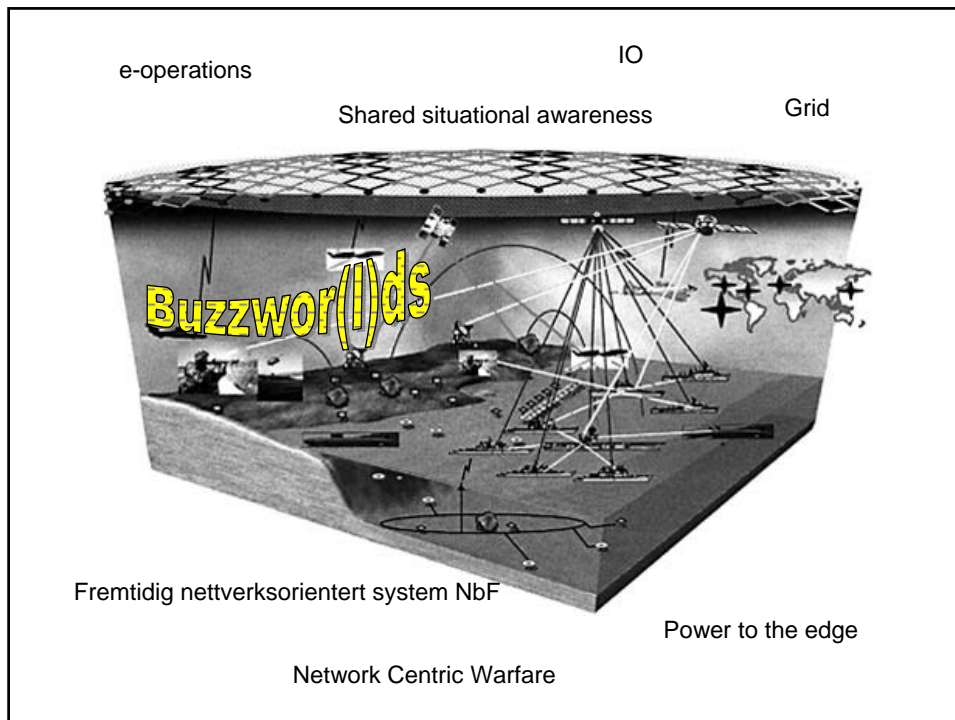 IO
e-operations
Grid
Shared situational awareness
Buzzwor(l)ds
Fremtidig nettverksorientert system NbF
Power to the edge
Network Centric Warfare